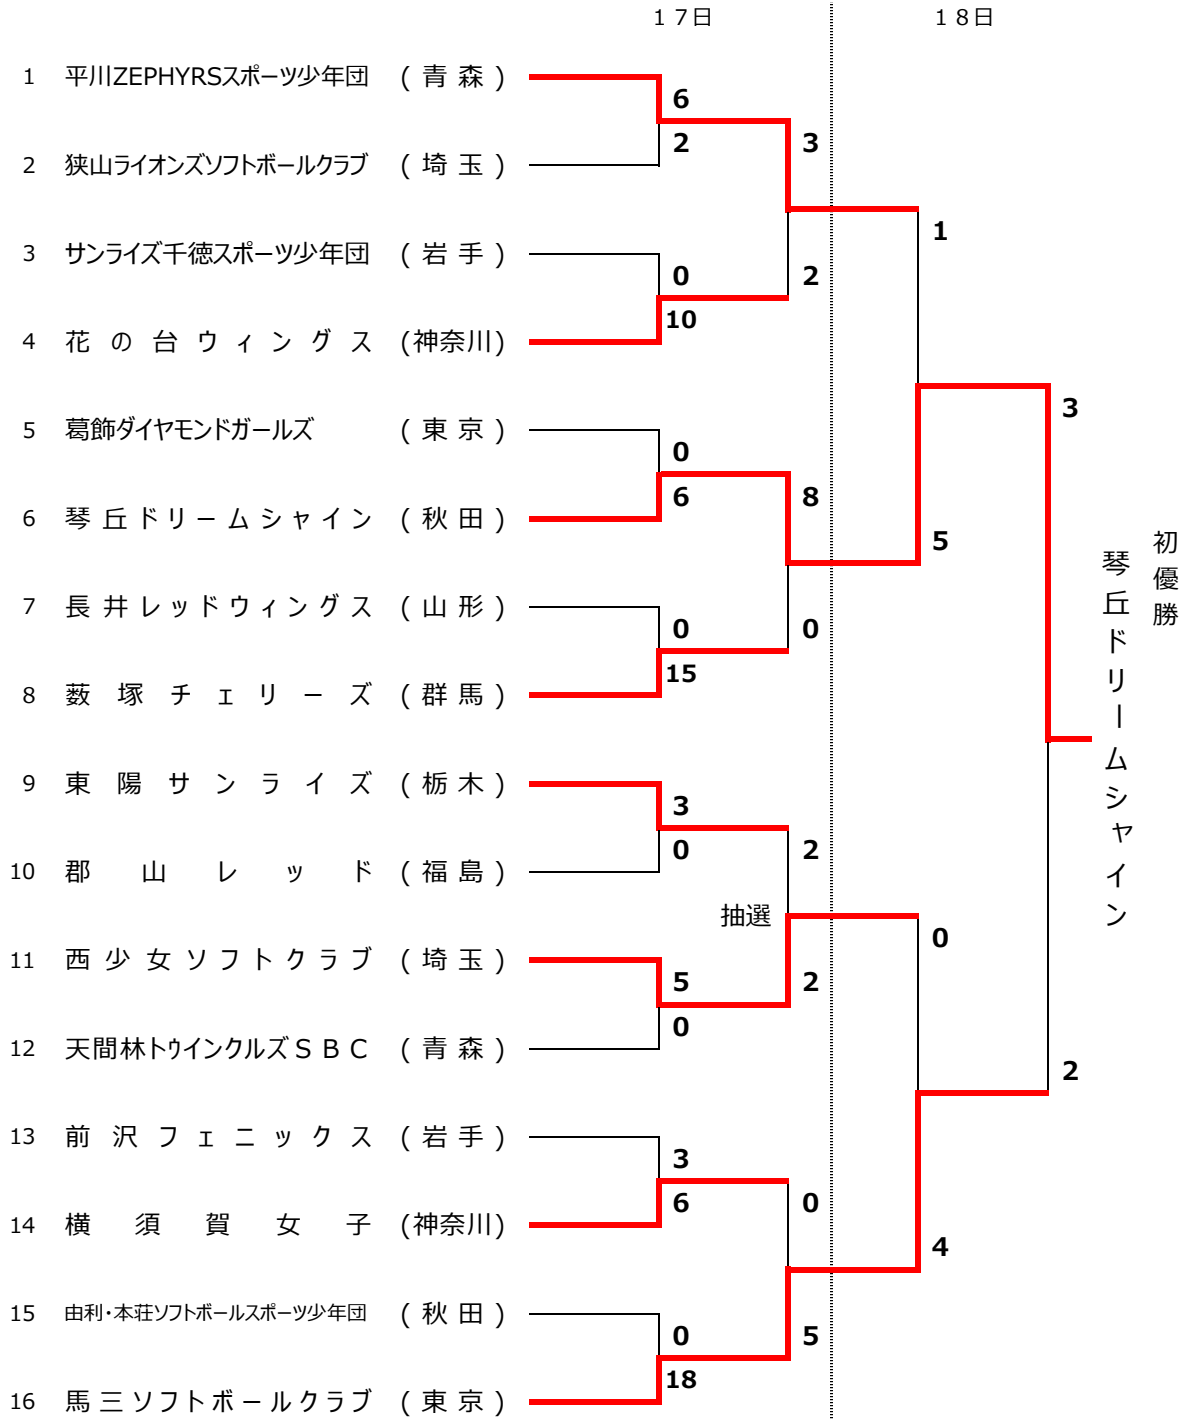 17日 18日
1 平川ZEPHYRSスポーツ少年団 (青森)
6
2 3
2 狭山ライオンズソフトボールクラブ (埼玉)
1
3 サンライズ千徳スポーツ少年団 (岩手)
0 2
10
4 花の台ウィングス (神奈川)
3
5 葛飾ダイヤモンドガールズ (東京)
0
6 8
6 琴丘ドリームシャイン (秋田)
5
7 長井レッドウィングス (山形)
0 0
15
8 薮塚チェリーズ (群馬)
初優勝
琴丘ドリームシャイン
9 東陽サンライズ (栃木)
3
0 2
10 郡山レッド (福島)
抽選
0
11 西少女ソフトクラブ (埼玉)
5 2
0
12 天間林トゥインクルズSBC (青森)
2
13 前沢フェニックス (岩手)
3
6 0
14 横須賀女子 (神奈川)
4
15 由利・本荘ソフトボールスポーツ少年団 (秋田)
0 5
18
16 馬三ソフトボールクラブ (東京)